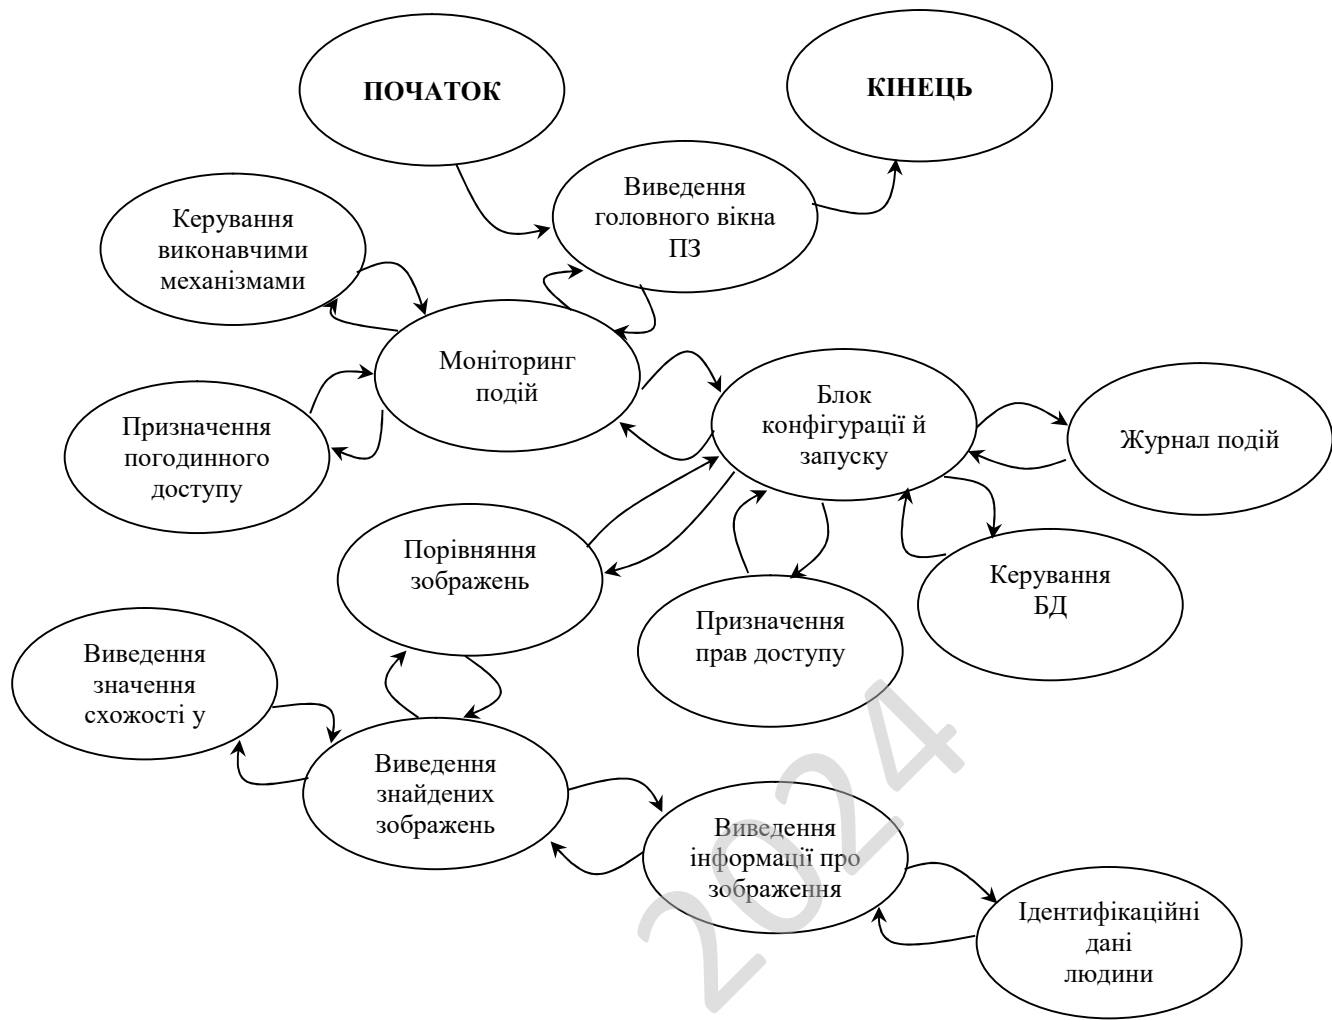 ПОЧАТОК
КІНЕЦЬ
Виведення
головного вікна
ПЗ
Керування
виконавчими
механізмами
Моніторинг
подій
Блок
конфігурації й
запуску
Журнал подій
Призначення
погодинного
доступу
Порівняння
зображень
Керування
БД
Призначення
прав доступу
Виведення
значення
схожості у
Виведення
знайдених
зображень
Виведення
інформації про
зображення
Ідентифікаційні
дані
людини
2024